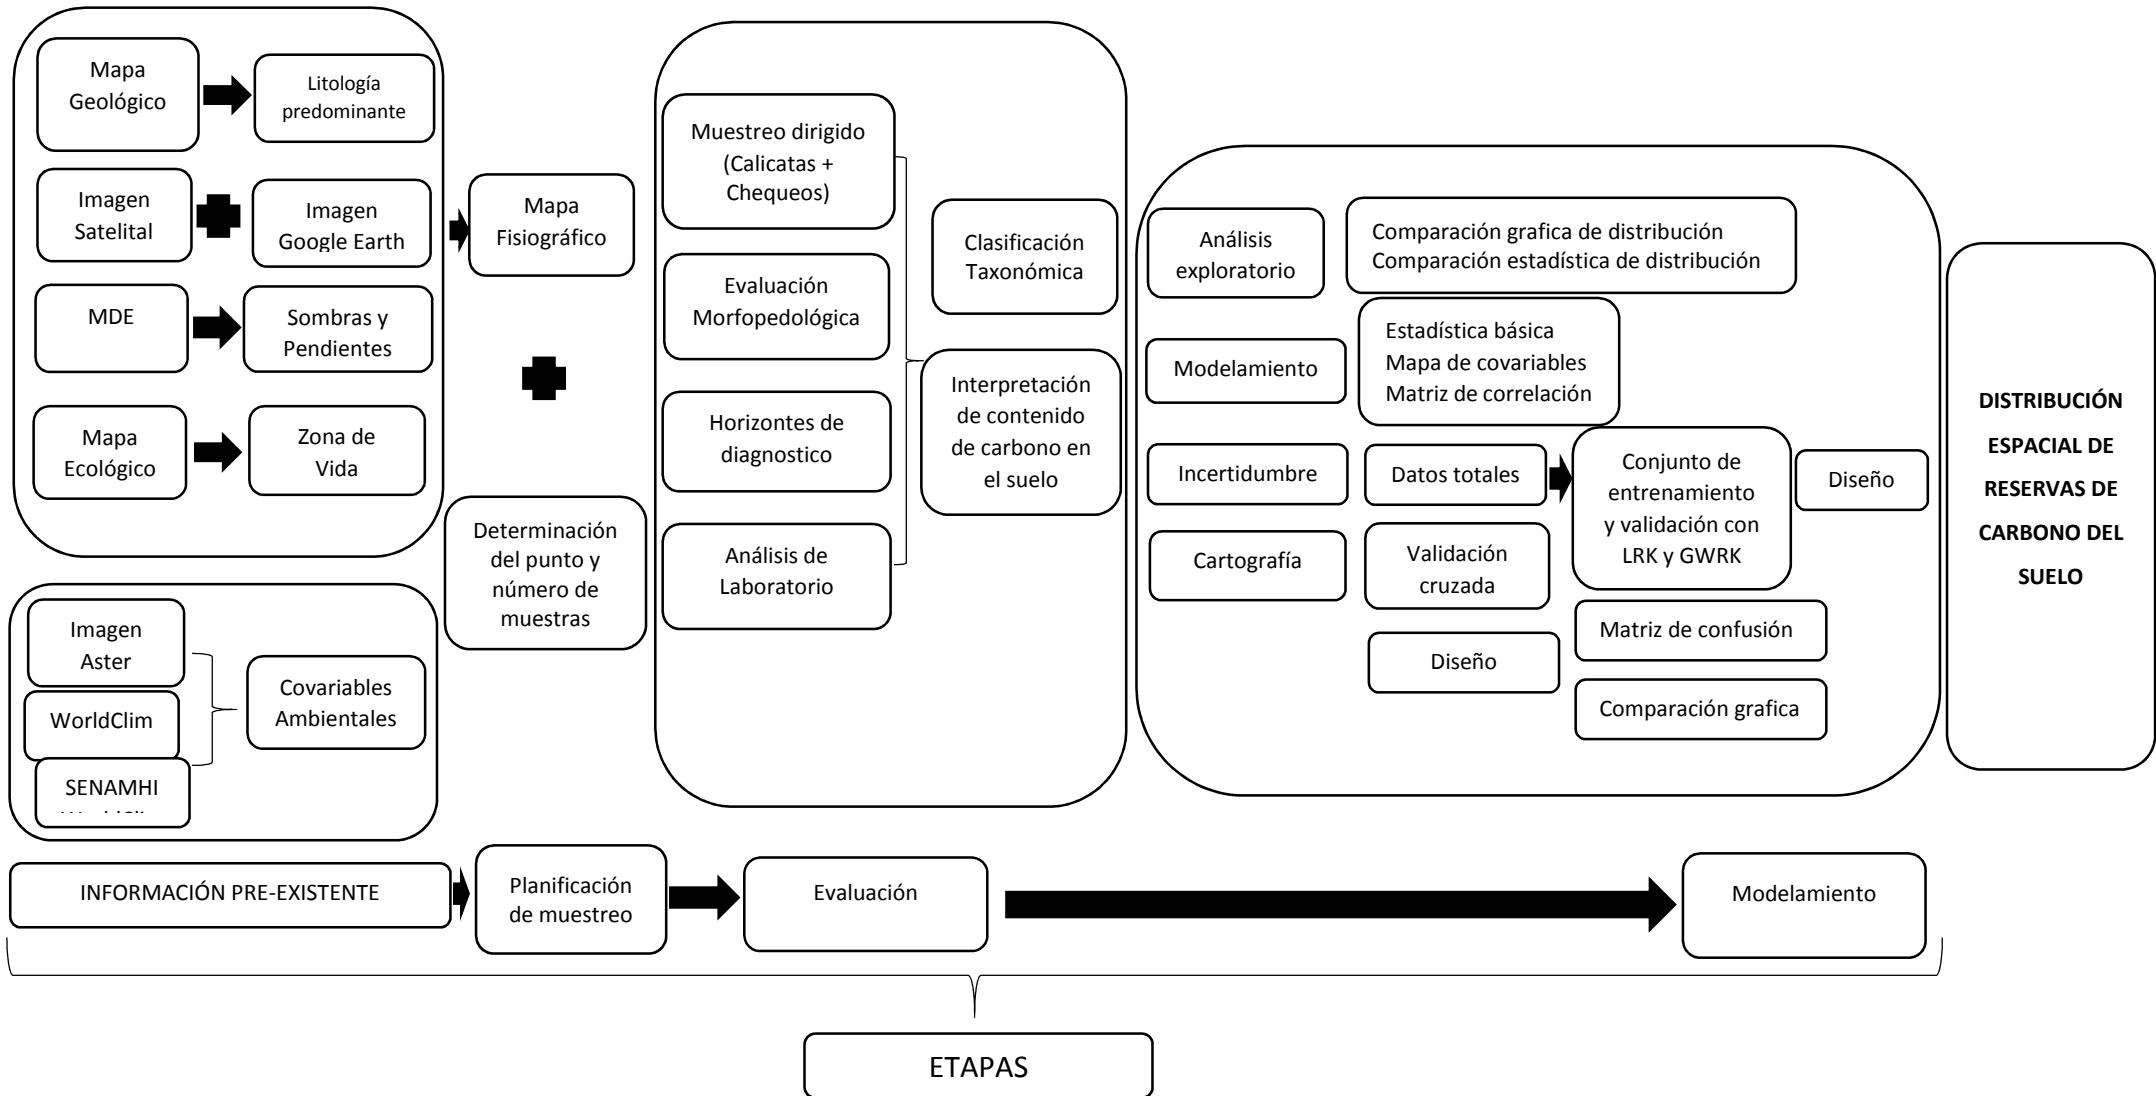 Mapa
Geológico
Litología
predominante
Imagen
Satelital
Imagen
Google Earth
MDE
Sombras y
Pendientes
Mapa
Ecológico
Zona de
Vida
Imagen
Aster
WorldClim
SENAMHI
Covariables
Ambientales
Mapa
Fisiográfico
Determinación
del punto y
número de
muestras
Muestreo dirigido
(Calicatas +
Chequeos)
Evaluación
Morfopedológica
Horizontes de
diagnostico
Análisis de
Laboratorio
Clasificación
Taxonómica
Interpretación
de contenido
de carbono en
el suelo
Análisis
exploratorio
Comparación grafica de distribución
Comparación estadística de distribución
Modelamiento
Estadística básica
Mapa de covariables
Matriz de correlación
Incertidumbre
Datos totales
Conjunto de
entrenamiento
y validación con
LRK y GWRK
Diseño
Cartografía
Validación
cruzada
Matriz de confusión
Diseño
Comparación grafica
DISTRIBUCIÓN
ESPACIAL DE
RESERVAS DE
CARBONO DEL
SUELO
INFORMACIÓN PRE-EXISTENTE
Planificación
de muestreo
Evaluación
Modelamiento
ETAPAS